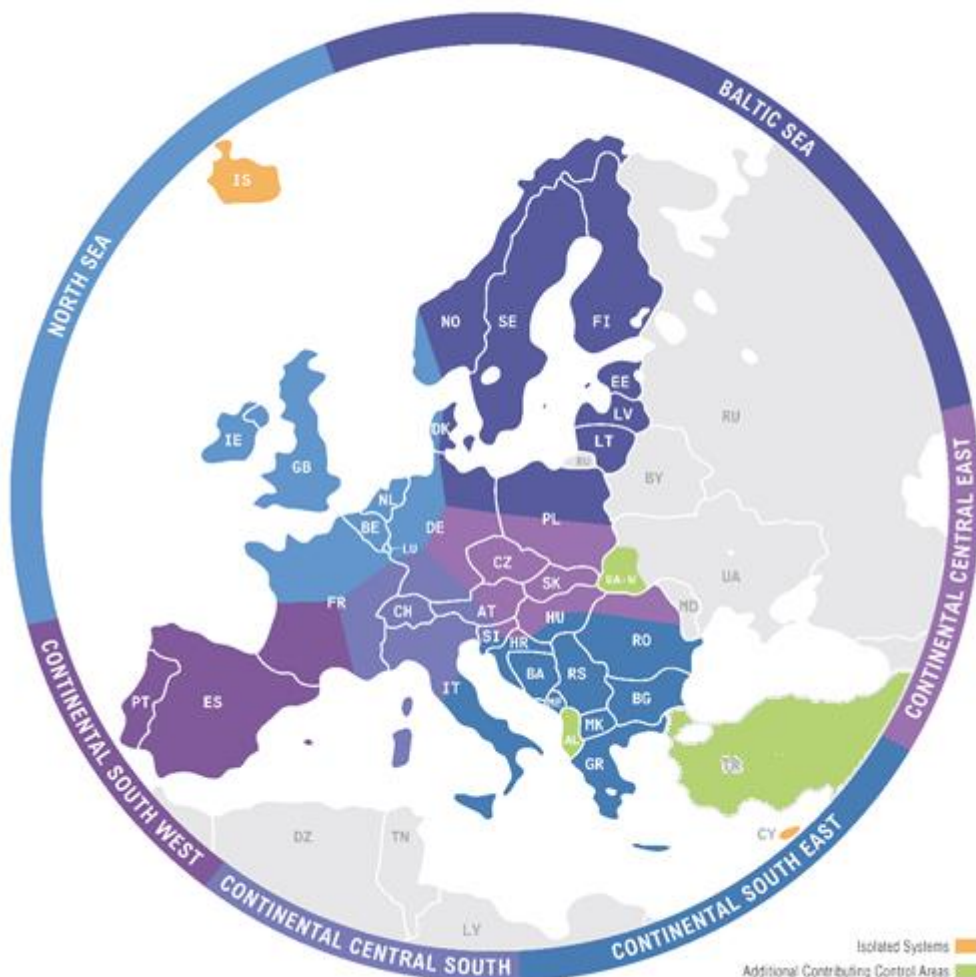 BALTIC SEA
IS
NORTH SEA
NO
SE
FI
EE
RU
LV
DK
IE
LT
RU
GB
BY
CONTINENTAL CENTRAL EAST
NL
PL
BE
DE
LU
CZ
UA
SK
UA-W
FR
CH
AT
HU
MD
SI
HR
RO
BA
RS
PT
ES
IT
BG
MK
AL
GR
TR
CY
CONTINENTAL SOUTH WEST
DZ
TN
CONTINENTAL SOUTH EAST
LY
CONTINENTAL CENTRAL SOUTH
Isolated Systems
Additional Contributing Control Areas